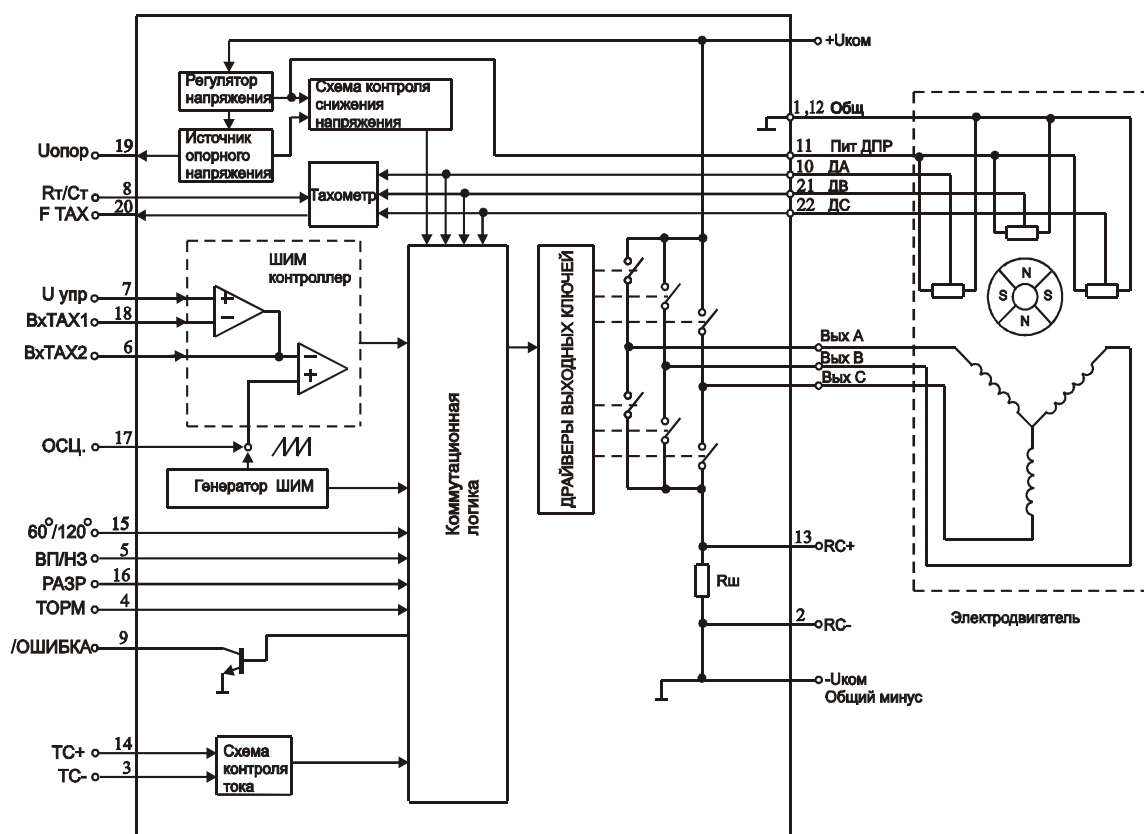 +Uком
Регулятор
напряжения
Схема контроля
снижения
напряжения
1,12 Общ
Uопор 19
Источник
опорного
напряжения
11 Пит ДПР
10 ДА
Rт/Ст 8
Тахометр
21 ДВ
F ТАХ 20
22 ДС
ШИМ
контроллер
N
S S
N
U упр 7
+
ВхТАХ1 18
−
ВхТАХ2 6
−
+
Вых А
Вых В
Вых С
Коммутационная
логика
ДРАЙВЕРЫ ВЫХОДНЫХ КЛЮЧЕЙ
ОСЦ. 17
Генератор ШИМ
60°/120° 15
13 RC+
ВП/НЗ 5
РАЗР 16
Rш
ТОРМ 4
2 RC-
Электродвигатель
/ОШИБКА 9
-Uком
Общий минус
ТС+ 14
ТС- 3
Схема
контроля
тока